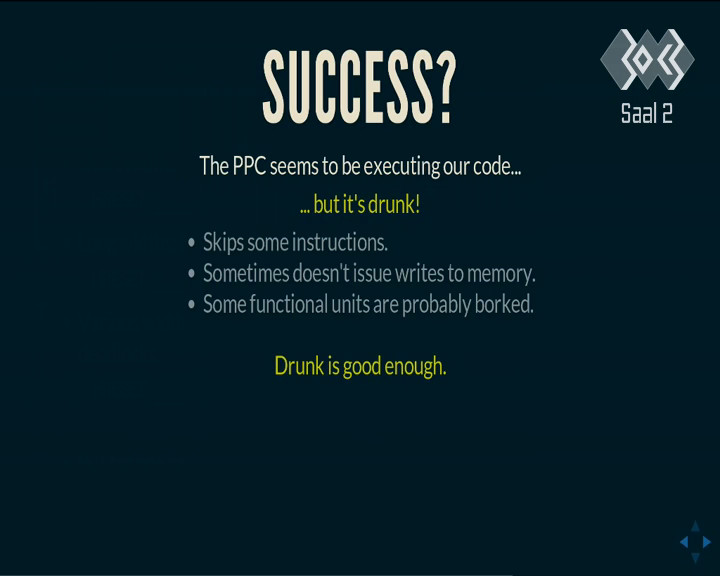 SUCCESS?
Saal 2
The PPC seems to be executing our code...
... but it's drunk!
• Skips some instructions.
• Sometimes doesn't issue writes to memory.
• Some functional units are probably borked.
Drunk is good enough.